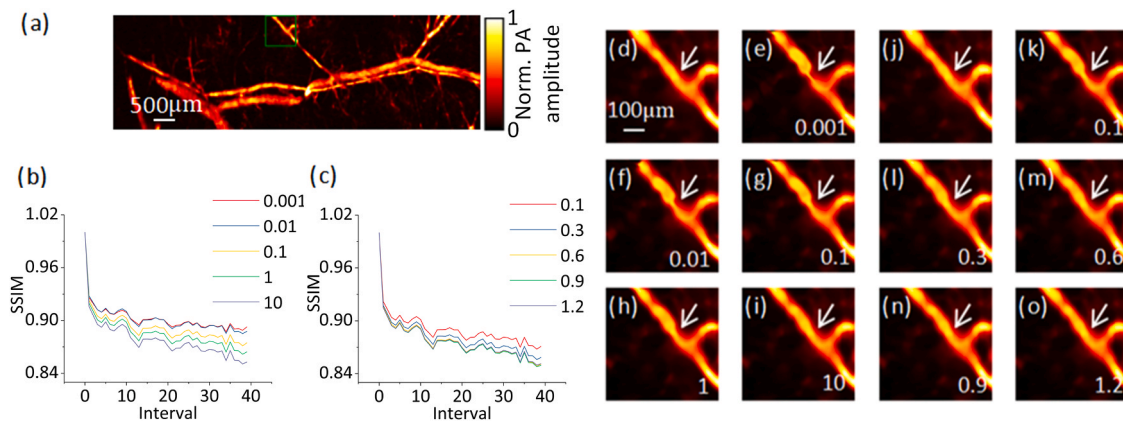 (a)
500µm
1
0
Norm. PA
amplitude
(b)
1.02
0.96
0.90
0.84
SSIM
0 10 20 30 40
Interval
0.001
0.01
0.1
1
10
(c)
1.02
0.96
0.90
0.84
SSIM
0 10 20 30 40
Interval
0.1
0.3
0.6
0.9
1.2
(d)
100µm
(e)
0.001
(j)
(k)
0.1
(f)
0.01
(g)
0.1
(l)
0.3
(m)
0.6
(h)
1
(i)
10
(n)
0.9
(o)
1.2